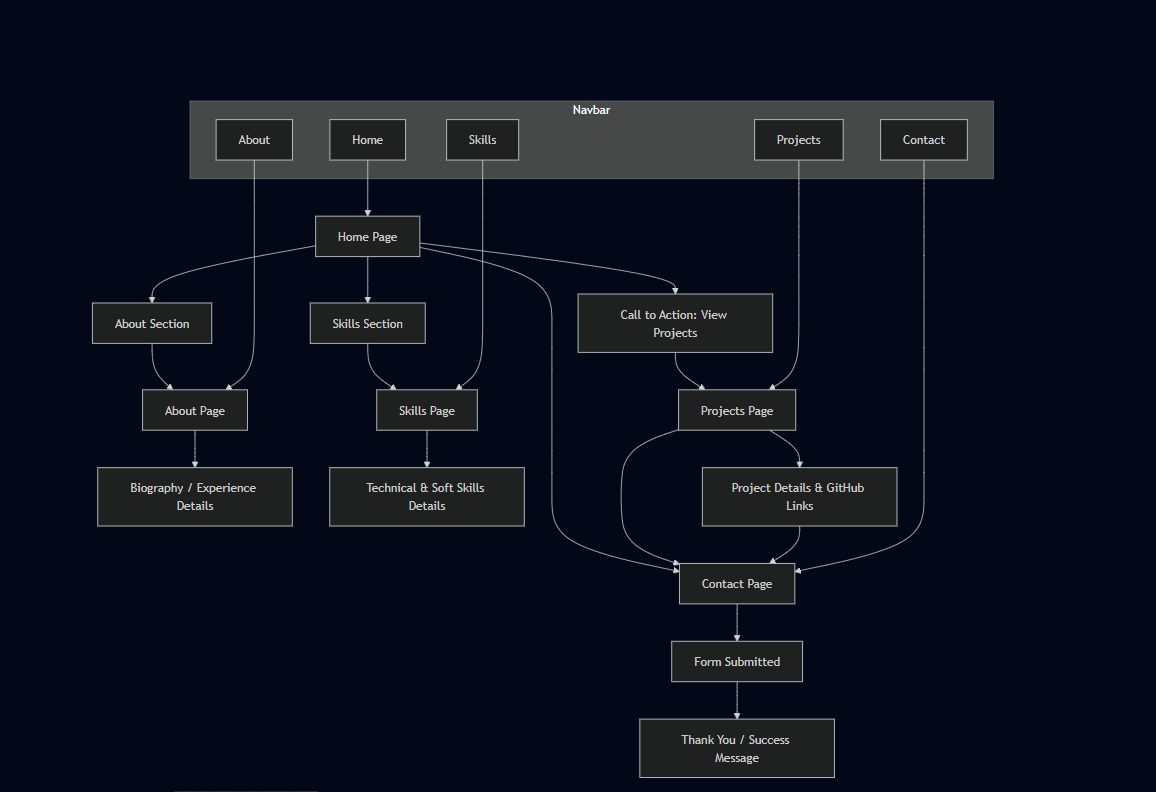 Navbar
About
Home
Skills
Projects
Contact
Home Page
About Section
Skills Section
Call to Action: View
Projects
About Page
Skills Page
Projects Page
Biography / Experience
Details
Technical & Soft Skills
Details
Project Details & GitHub
Links
Contact Page
Form Submitted
Thank You / Success
Message